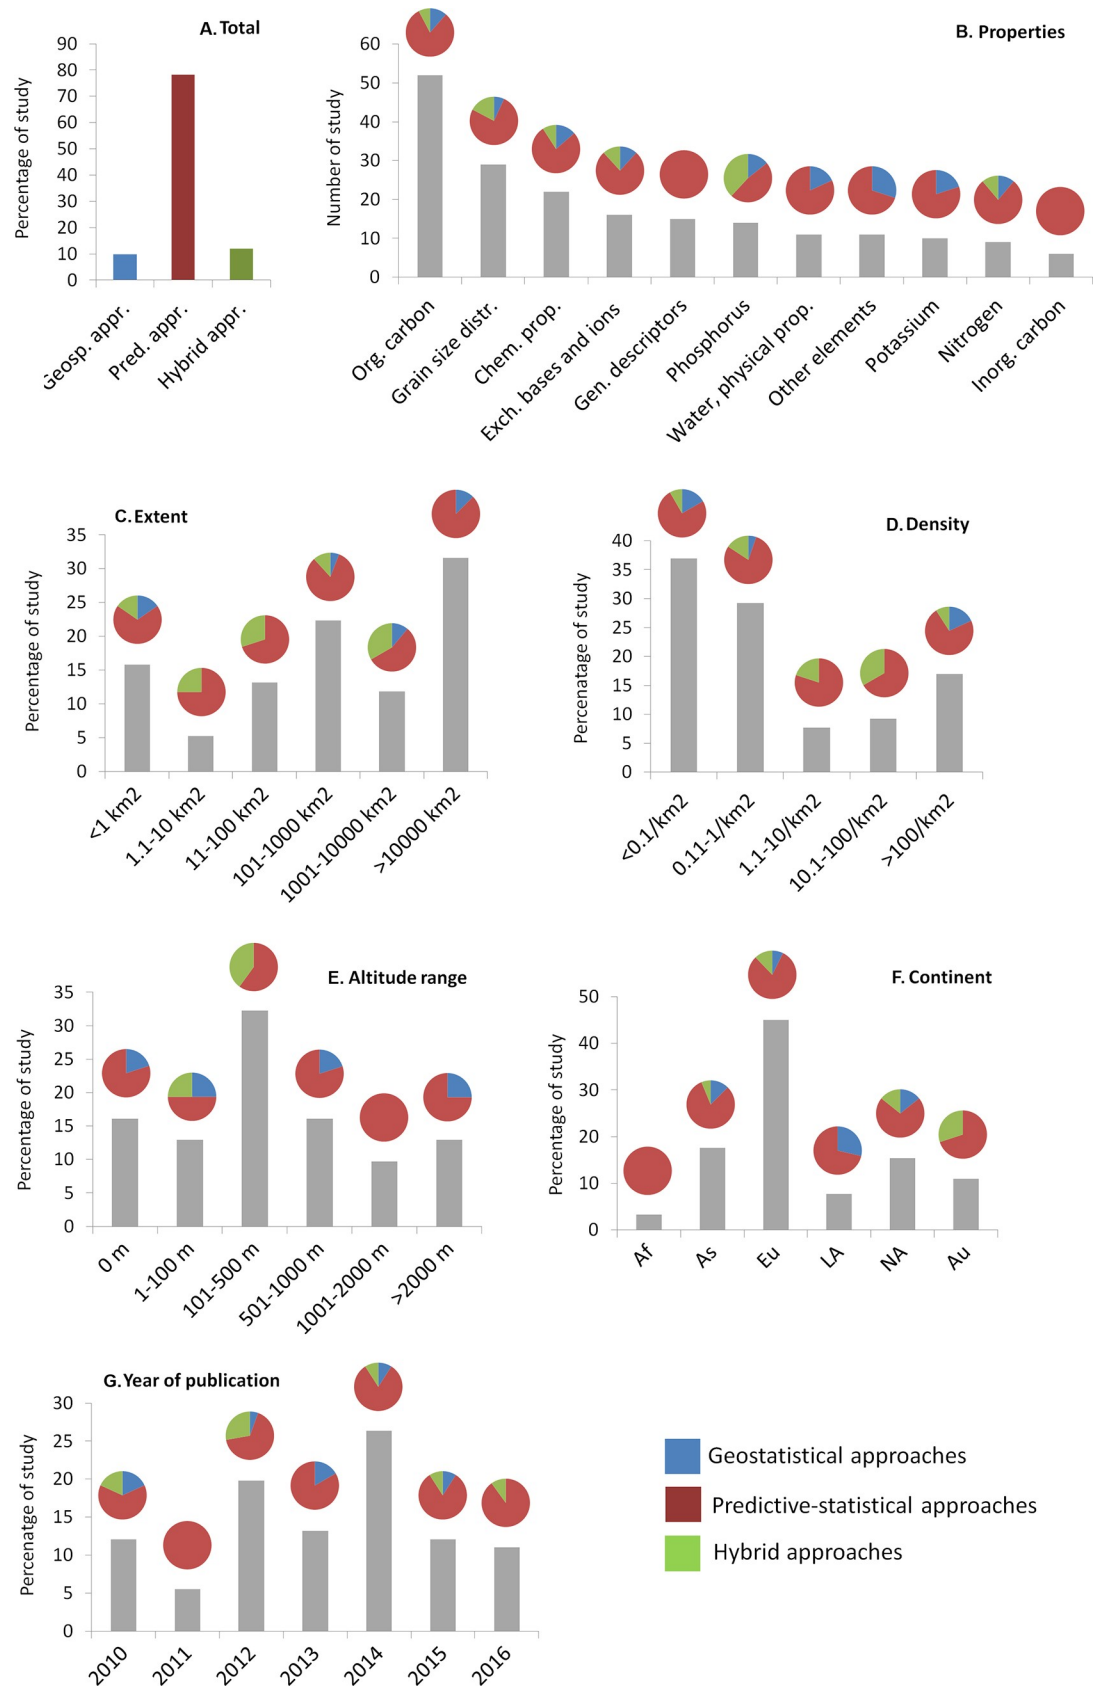 A. Total
Percentage of study
90
80
70
60
50
40
30
20
10
0
Geosp. appr.
Pred. appr.
Hybrid appr.
B. Properties
Number of study
60
50
40
30
20
10
0
Org. carbon
Grain size distr.
Chem. prop.
Exch. bases and ions
Gen. descriptors
Phosphorus
Water, physical prop.
Other elements
Potassium
Nitrogen
Inorg. carbon
C. Extent
Percentage of study
35
30
25
20
15
10
5
0
<1 km2
1.1-10 km2
11-100 km2
101-1000 km2
1001-10000 km2
>10000 km2
D. Density
Percenatage of study
40
35
30
25
20
15
10
5
0
<0.1/km2
0.11-1/km2
1.1-10/km2
10.1-100/km2
>100/km2
E. Altitude range
Percentage of study
35
30
25
20
15
10
5
0
0 m
1-100 m
101-500 m
501-1000 m
1001-2000 m
>2000 m
F. Continent
Percentage of study
50
40
30
20
10
0
Af
As
Eu
LA
NA
Au
G. Year of publication
Percenatge of study
30
25
20
15
10
5
0
2010
2011
2012
2013
2014
2015
2016
Geostatistical approaches
Predictive-statistical approaches
Hybrid approaches